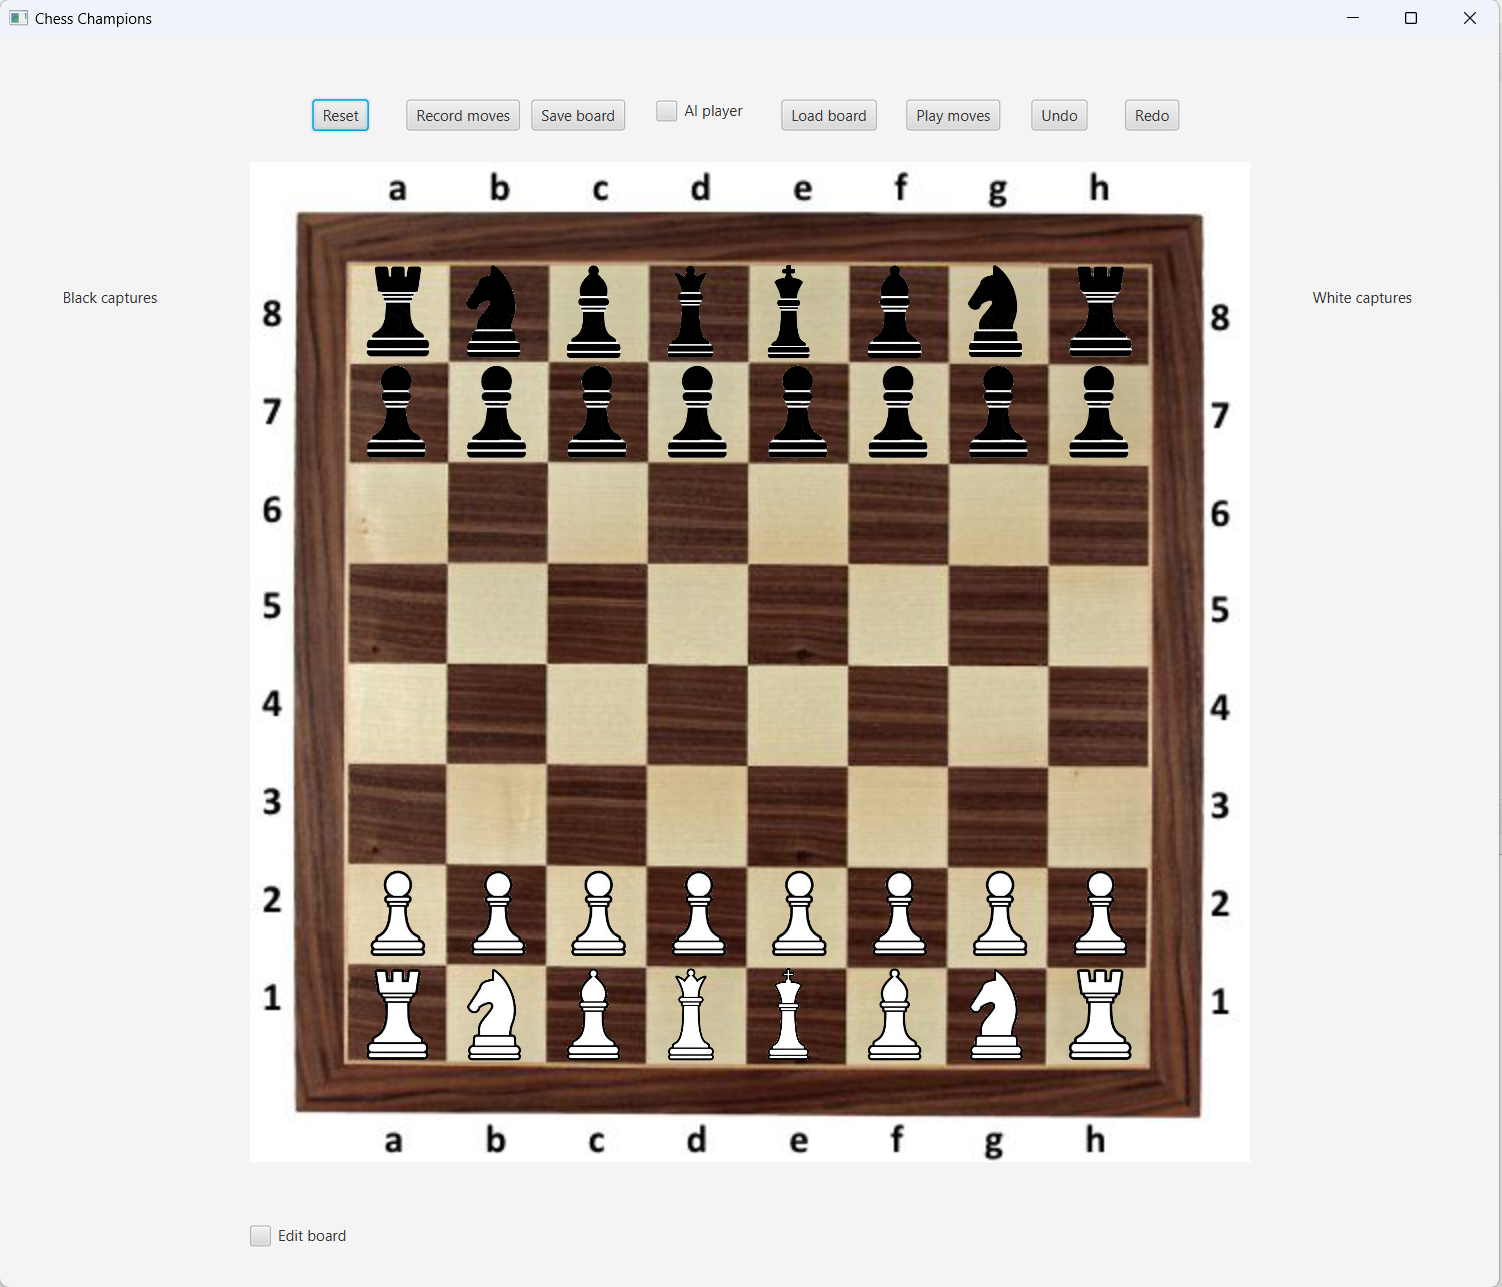 Chess Champions
Reset Record moves Save board AI player Load board Play moves Undo Redo
a b c d e f g h
Black captures White captures
8 8
7 7
6 6
5 5
4 4
3 3
2 2
1 1
a b c d e f g h
Edit board